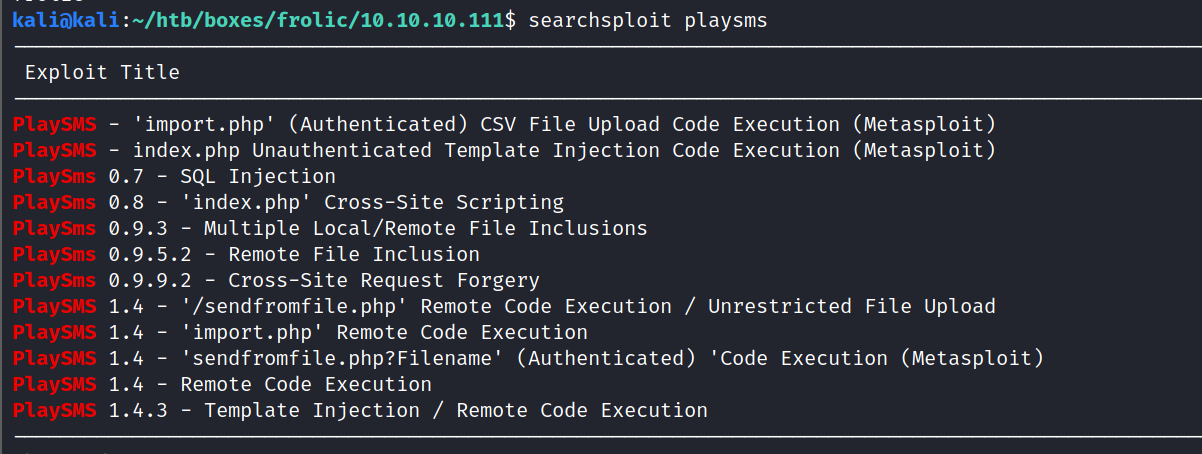 kali@kali:~/htb/boxes/frolic/10.10.10.111$ searchsploit playsms
Exploit Title
PlaySMS - 'import.php' (Authenticated) CSV File Upload Code Execution (Metasploit)
PlaySMS - index.php Unauthenticated Template Injection Code Execution (Metasploit)
PlaySms 0.7 - SQL Injection
PlaySms 0.8 - 'index.php' Cross-Site Scripting
PlaySms 0.9.3 - Multiple Local/Remote File Inclusions
PlaySms 0.9.5.2 - Remote File Inclusion
PlaySms 0.9.9.2 - Cross-Site Request Forgery
PlaySMS 1.4 - '/sendfromfile.php' Remote Code Execution / Unrestricted File Upload
PlaySMS 1.4 - 'import.php' Remote Code Execution
PlaySMS 1.4 - 'sendfromfile.php?Filename' (Authenticated) 'Code Execution (Metasploit)
PlaySMS 1.4 - Remote Code Execution
PlaySMS 1.4.3 - Template Injection / Remote Code Execution